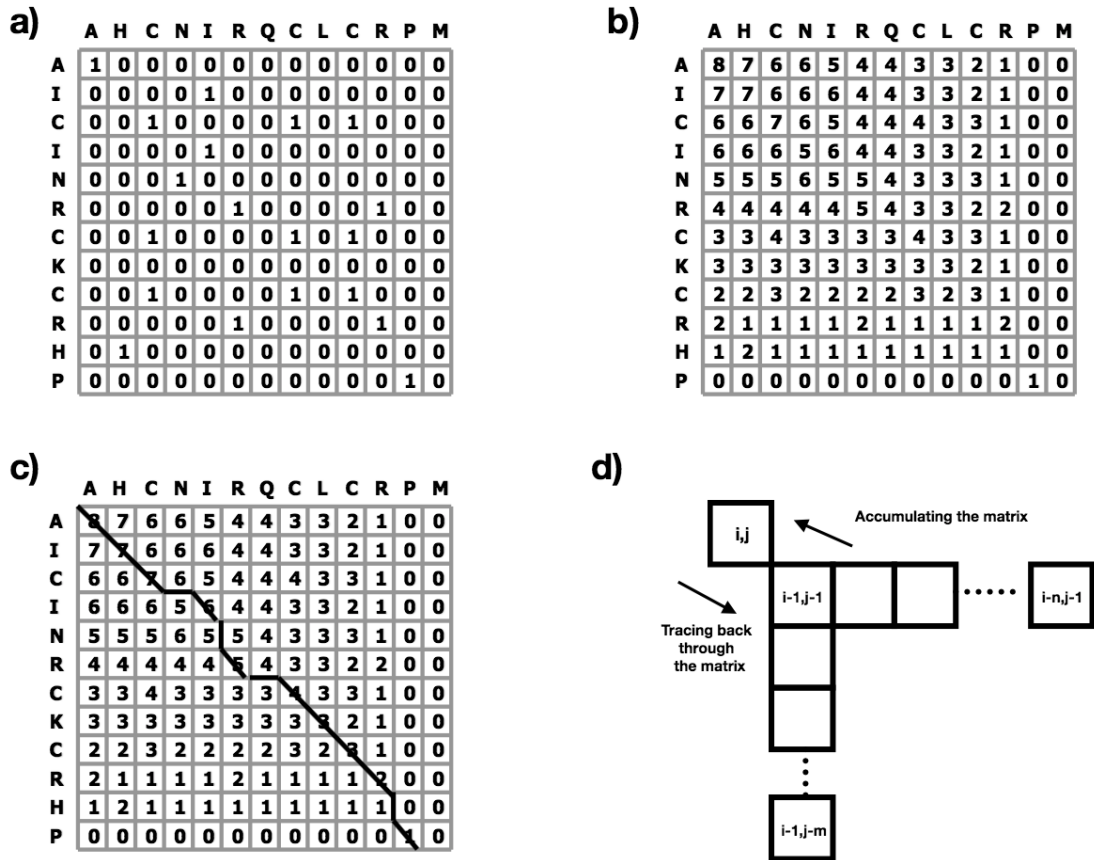 a)
A H C N I R Q C L C R P M
A 1 0 0 0 0 0 0 0 0 0 0 0 0
I 0 0 0 0 1 0 0 0 0 0 0 0 0
C 0 0 1 0 0 0 0 1 0 1 0 0 0
I 0 0 0 0 1 0 0 0 0 0 0 0 0
N 0 0 0 1 0 0 0 0 0 0 0 0 0
R 0 0 0 0 0 1 0 0 0 0 1 0 0
C 0 0 1 0 0 0 0 1 0 1 0 0 0
K 0 0 0 0 0 0 0 0 0 0 0 0 0
C 0 0 1 0 0 0 0 1 0 1 0 0 0
R 0 0 0 0 0 1 0 0 0 0 1 0 0
H 0 1 0 0 0 0 0 0 0 0 0 0 0
P 0 0 0 0 0 0 0 0 0 0 0 1 0
b)
A H C N I R Q C L C R P M
A 8 7 6 6 5 4 4 3 3 2 1 0 0
I 7 7 6 6 6 4 4 3 3 2 1 0 0
C 6 6 7 6 5 4 4 4 3 3 1 0 0
I 6 6 6 5 6 4 4 3 3 2 1 0 0
N 5 5 5 6 5 5 4 3 3 3 1 0 0
R 4 4 4 4 4 5 4 3 3 2 2 0 0
C 3 3 4 3 3 3 3 4 3 3 1 0 0
K 3 3 3 3 3 3 3 3 3 2 1 0 0
C 2 2 3 2 2 2 2 3 2 3 1 0 0
R 2 1 1 1 1 2 1 1 1 1 2 0 0
H 1 2 1 1 1 1 1 1 1 1 1 0 0
P 0 0 0 0 0 0 0 0 0 0 0 1 0
c)
A H C N I R Q C L C R P M
A 8 7 6 6 5 4 4 3 3 2 1 0 0
I 7 7 6 6 6 4 4 3 3 2 1 0 0
C 6 6 7 6 5 4 4 4 3 3 1 0 0
I 6 6 6 5 6 4 4 3 3 2 1 0 0
N 5 5 5 6 5 5 4 3 3 3 1 0 0
R 4 4 4 4 4 5 4 3 3 2 2 0 0
C 3 3 4 3 3 3 3 4 3 3 1 0 0
K 3 3 3 3 3 3 3 3 3 2 1 0 0
C 2 2 3 2 2 2 2 3 2 3 1 0 0
R 2 1 1 1 1 2 1 1 1 1 2 0 0
H 1 2 1 1 1 1 1 1 1 1 1 0 0
P 0 0 0 0 0 0 0 0 0 0 0 1 0
d)
Accumulating the matrix
i,j
i-1,j-1
i-n,j-1
Tracing back
through
the matrix
i-1,j-m